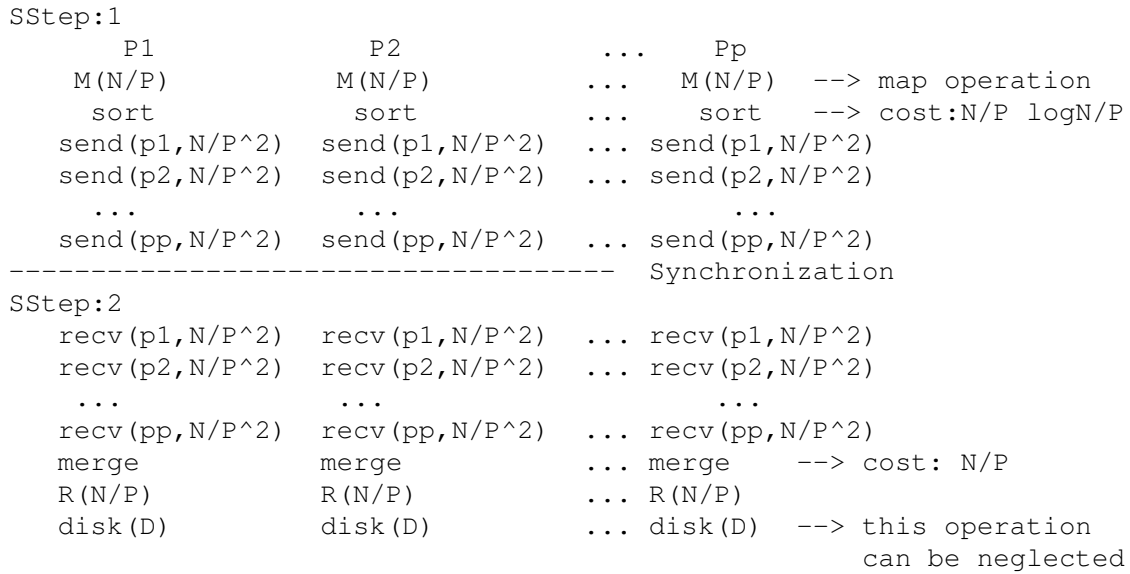 SStep:1
P1 P2 ... Pp
M(N/P) M(N/P) ... M(N/P) --> map operation
sort sort ... sort --> cost:N/P logN/P
send(p1,N/P^2) send(p1,N/P^2) ... send(p1,N/P^2)
send(p2,N/P^2) send(p2,N/P^2) ... send(p2,N/P^2)
... ... ...
send(pp,N/P^2) send(pp,N/P^2) ... send(pp,N/P^2)
------------------------------------- Synchronization
SStep:2
recv(p1,N/P^2) recv(p1,N/P^2) ... recv(p1,N/P^2)
recv(p2,N/P^2) recv(p2,N/P^2) ... recv(p2,N/P^2)
... ... ...
recv(pp,N/P^2) recv(pp,N/P^2) ... recv(pp,N/P^2)
merge merge ... merge --> cost: N/P
R(N/P) R(N/P) ... R(N/P)
disk(D) disk(D) ... disk(D) --> this operation
can be neglected